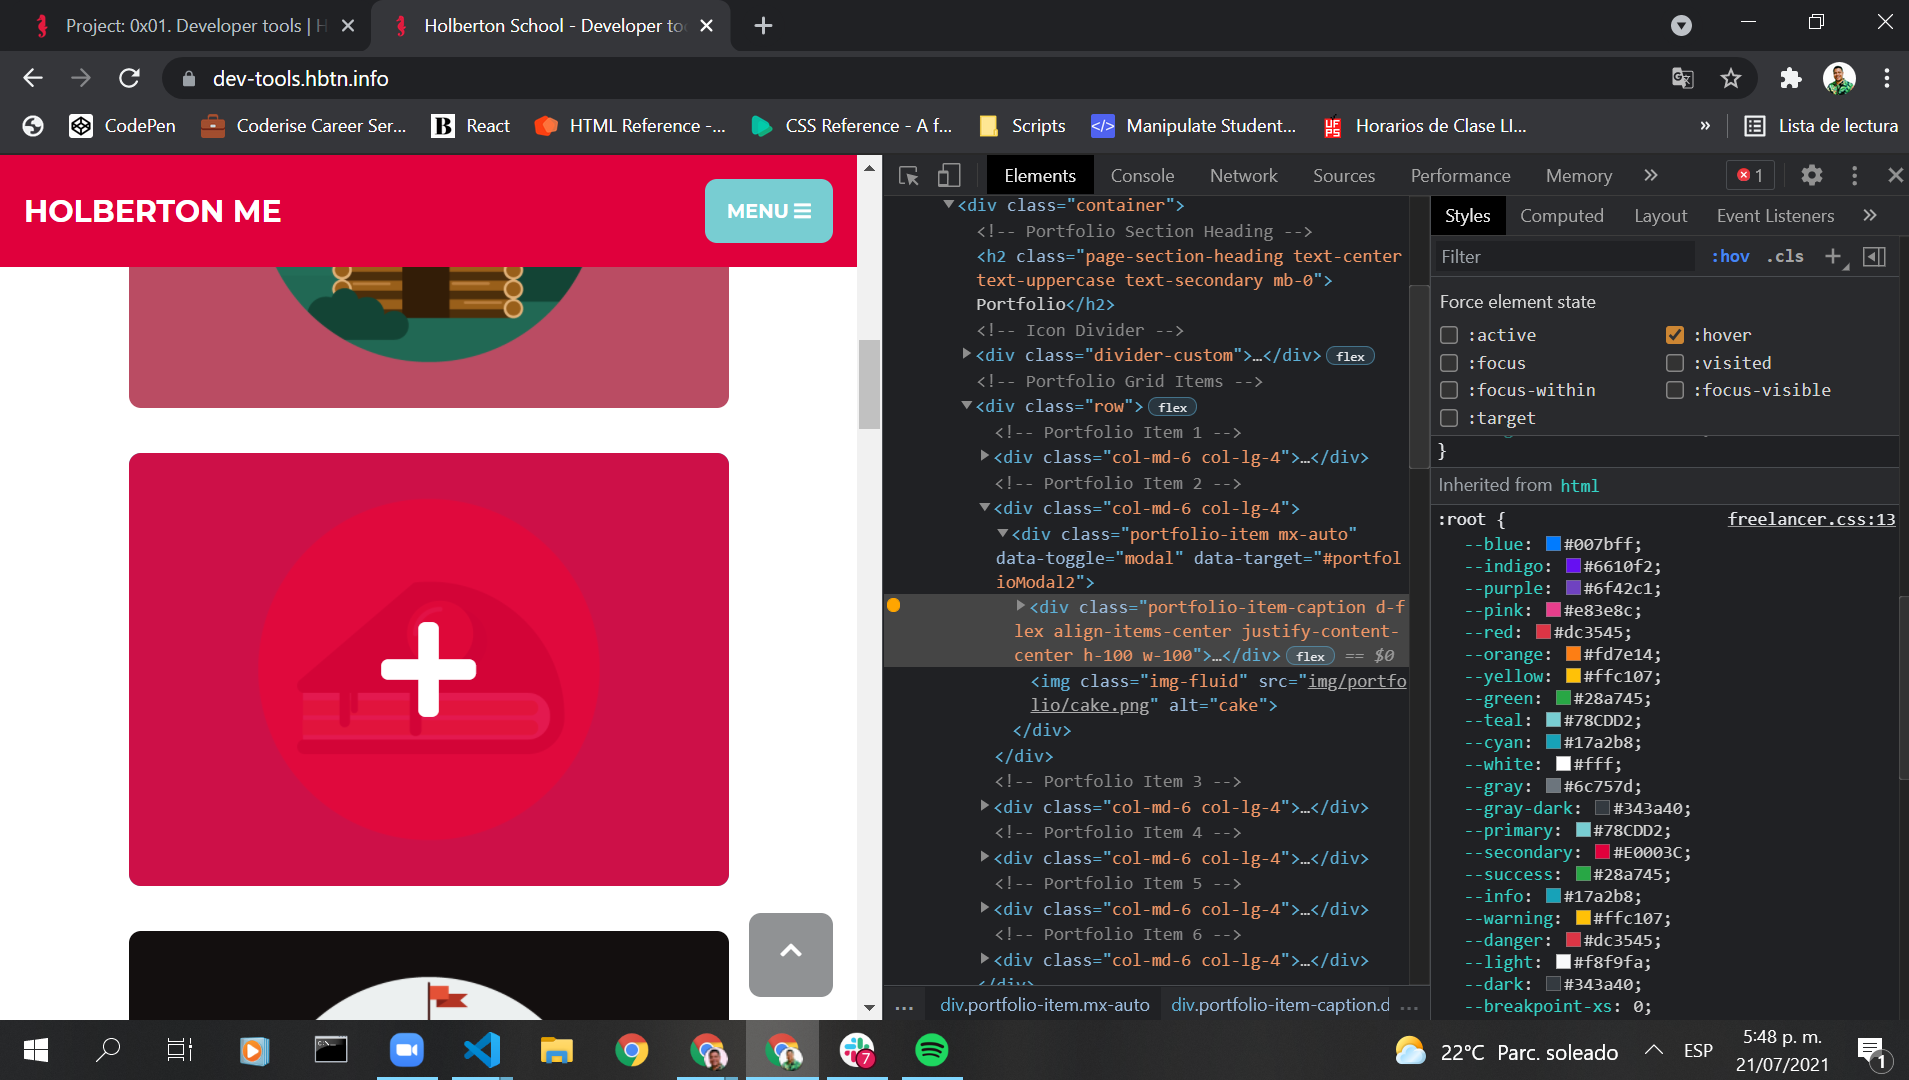 Project: 0x01. Developer tools | H
Holberton School - Developer too
dev-tools.hbtn.info
CodePen
Coderise Career Ser...
React
HTML Reference -...
CSS Reference - A f...
Scripts
Manipulate Student...
Horarios de Clase Ll...
»
Lista de lectura
HOLBERTON ME
MENU
Elements
Console
Network
Sources
Performance
Memory
»
1
<div class="container">
<!-- Portfolio Section Heading -->
<h2 class="page-section-heading text-center
text-uppercase text-secondary mb-0">
Portfolio</h2>
<!-- Icon Divider -->
<div class="divider-custom">…</div> flex
<!-- Portfolio Grid Items -->
<div class="row"> flex
<!-- Portfolio Item 1 -->
<div class="col-md-6 col-lg-4">…</div>
<!-- Portfolio Item 2 -->
<div class="col-md-6 col-lg-4">
<div class="portfolio-item mx-auto"
data-toggle="modal" data-target="#portfol
ioModal2">
<div class="portfolio-item-caption d-f
lex align-items-center justify-content-
center h-100 w-100">…</div> flex == $0
<img class="img-fluid" src="img/portfo
lio/cake.png" alt="cake">
</div>
</div>
<!-- Portfolio Item 3 -->
<div class="col-md-6 col-lg-4">…</div>
<!-- Portfolio Item 4 -->
<div class="col-md-6 col-lg-4">…</div>
<!-- Portfolio Item 5 -->
<div class="col-md-6 col-lg-4">…</div>
<!-- Portfolio Item 6 -->
<div class="col-md-6 col-lg-4">…</div>
</div>
... div.portfolio-item.mx-auto div.portfolio-item-caption.d ...
Styles
Computed
Layout
Event Listeners
»
Filter
:hov .cls
Force element state
:active
:hover
:focus
:visited
:focus-within
:focus-visible
:target
}
Inherited from html
:root { freelancer.css:13
--blue: #007bff;
--indigo: #6610f2;
--purple: #6f42c1;
--pink: #e83e8c;
--red: #dc3545;
--orange: #fd7e14;
--yellow: #ffc107;
--green: #28a745;
--teal: #78CDD2;
--cyan: #17a2b8;
--white: #fff;
--gray: #6c757d;
--gray-dark: #343a40;
--primary: #78CDD2;
--secondary: #E0003C;
--success: #28a745;
--info: #17a2b8;
--warning: #ffc107;
--danger: #dc3545;
--light: #f8f9fa;
--dark: #343a40;
--breakpoint-xs: 0;
7
22°C Parc. soleado
ESP
5:48 p. m.
21/07/2021
1